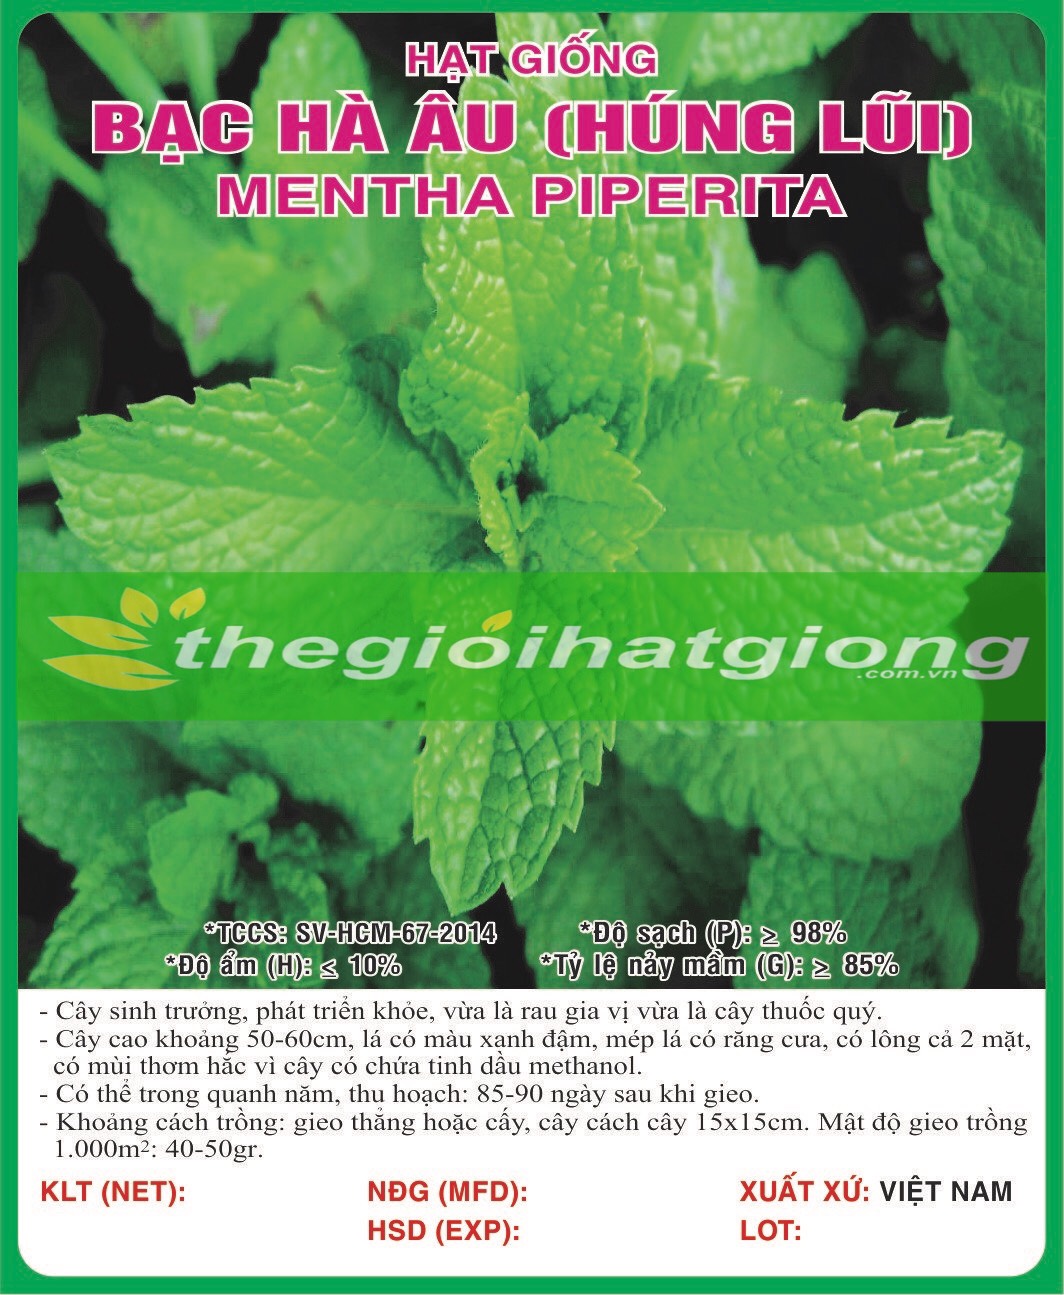 HẠT GIỐNG
BẠC HÀ ÂU (HÚNG LŨI)
MENTHA PIPERITA
thegioihatgiong
.com.vn
*TCCS: SV-HCM-67-2014 *Độ sạch (P): ≥ 98%
*Độ ẩm (H): ≤ 10% *Tỷ lệ nảy mầm (G): ≥ 85%
- Cây sinh trưởng, phát triển khỏe, vừa là rau gia vị vừa là cây thuốc quý.
- Cây cao khoảng 50-60cm, lá có màu xanh đậm, mép lá có răng cưa, có lông cả 2 mặt,
có mùi thơm hắc vì cây có chứa tinh dầu methanol.
- Có thể trong quanh năm, thu hoạch: 85-90 ngày sau khi gieo.
- Khoảng cách trồng: gieo thẳng hoặc cấy, cây cách cây 15x15cm. Mật độ gieo trồng
1.000m²: 40-50gr.
KLT (NET): NĐG (MFD): XUẤT XỨ: VIỆT NAM
HSD (EXP): LOT: